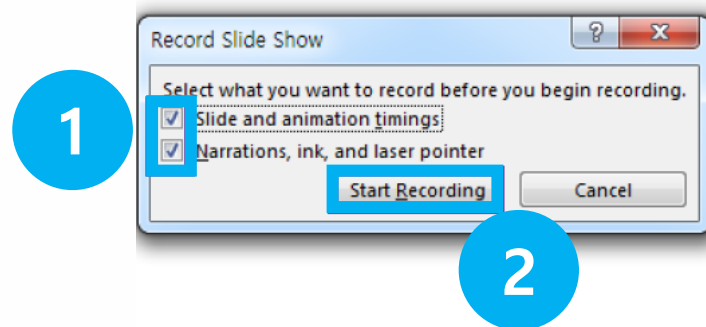 Record Slide Show
?
x
Select what you want to record before you begin recording.
1
Slide and animation timings
Narrations, ink, and laser pointer
Start Recording
Cancel
2